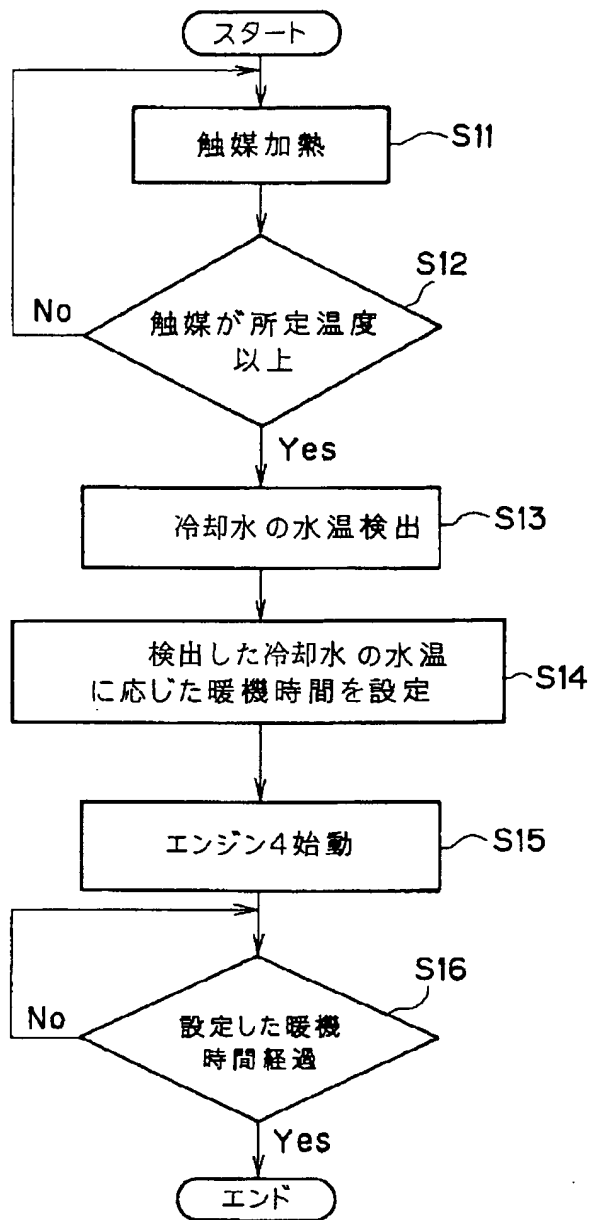 スタート
触媒加熱
S11
S12
No
触媒が所定温度
以上
Yes
冷却水の水温検出
S13
検出した冷却水の水温
に応じた暖機時間を設定
S14
エンジン4始動
S15
S16
No
設定した暖機
時間経過
Yes
エンド